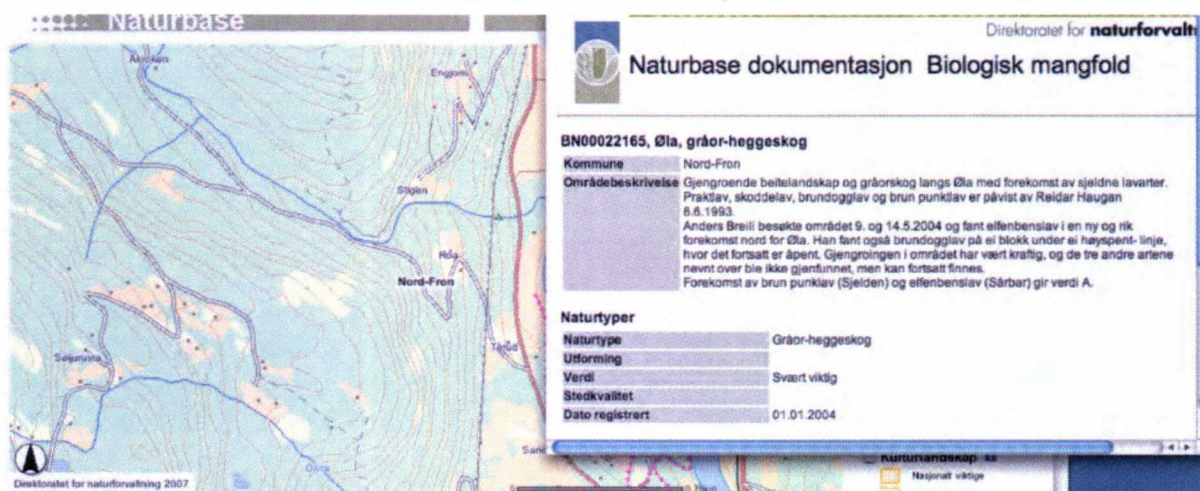 Naturbase
Åkroken
Engjom
Stigen
Røa
Nord-Fron
Tårud
Søijurusta
Direktoratet for naturforvaltning 2007
Direktoratet for naturforvalt
Naturbase dokumentasjon Biologisk mangfold
BN00022165, Øla, gråor-heggeskog
Kommune Nord-Fron
Områdebeskrivelse Gjengroende beitelandskap og gråorskog langs Øla med forekomst av sjeldne lavarter.
Praktlav, skoddelav, brundogglav og brun punktlav er påvist av Reidar Haugan
8.6.1993.
Anders Breili besøkte området 9. og 14.5.2004 og fant elfenbenslav i en ny og rik
forekomst nord for Øla. Han fant også brundogglav på ei blokk under ei høyspent- linje,
hvor det fortsatt er åpent. Gjengroingen i området har vært kraftig, og de tre andre artene
nevnt over ble ikke gjenfunnet, men kan fortsatt finnes.
Forekomst av brun punklav (Sjelden) og elfenbenslav (Sårbar) gir verdi A.
Naturtyper
Naturtype Gråor-heggeskog
Utforming
Verdi Svært viktig
Stedkvalitet
Dato registrert 01.01.2004
Kulturlandskap
Nasjonalt viktige